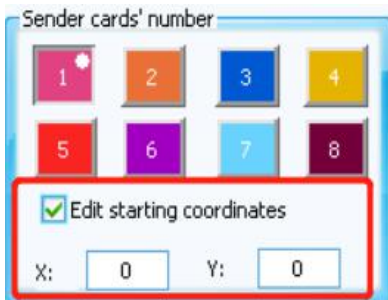 Sender cards' number
1 2 3 4
5 6 7 8
Edit starting coordinates
X: 0 Y: 0